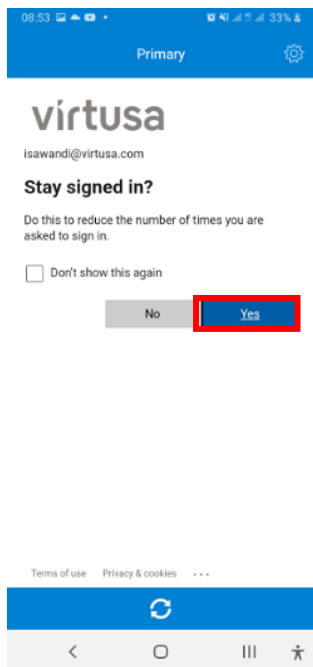 08:53 33%
Primary
virtusa
isawandi@virtusa.com
Stay signed in?
Do this to reduce the number of times you are
asked to sign in.
Don't show this again
No Yes
Terms of use Privacy & cookies ...